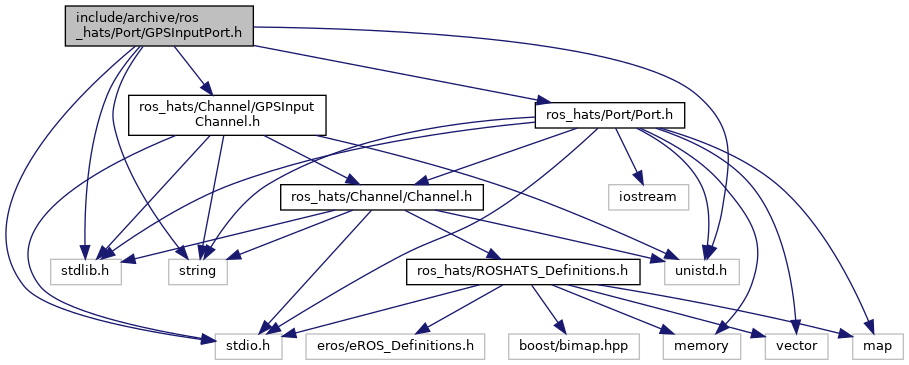 include/archive/ros
_hats/Port/GPSInputPort.h
ros_hats/Channel/GPSInput
Channel.h
ros_hats/Port/Port.h
ros_hats/Channel/Channel.h
iostream
stdlib.h
string
ros_hats/ROSHATS_Definitions.h
unistd.h
stdio.h
eros/eROS_Definitions.h
boost/bimap.hpp
memory
vector
map